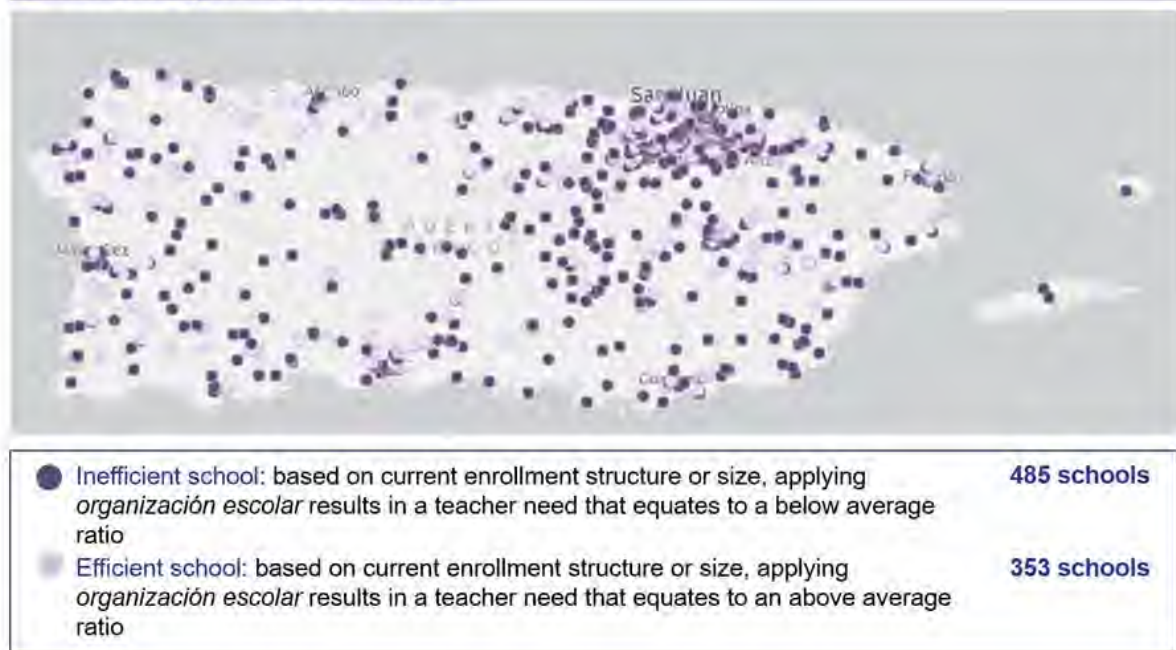 San Juan
Inefficient school: based on current enrollment structure or size, applying
organización escolar results in a teacher need that equates to a below average
ratio
485 schools
Efficient school: based on current enrollment structure or size, applying
organización escolar results in a teacher need that equates to an above average
ratio
353 schools